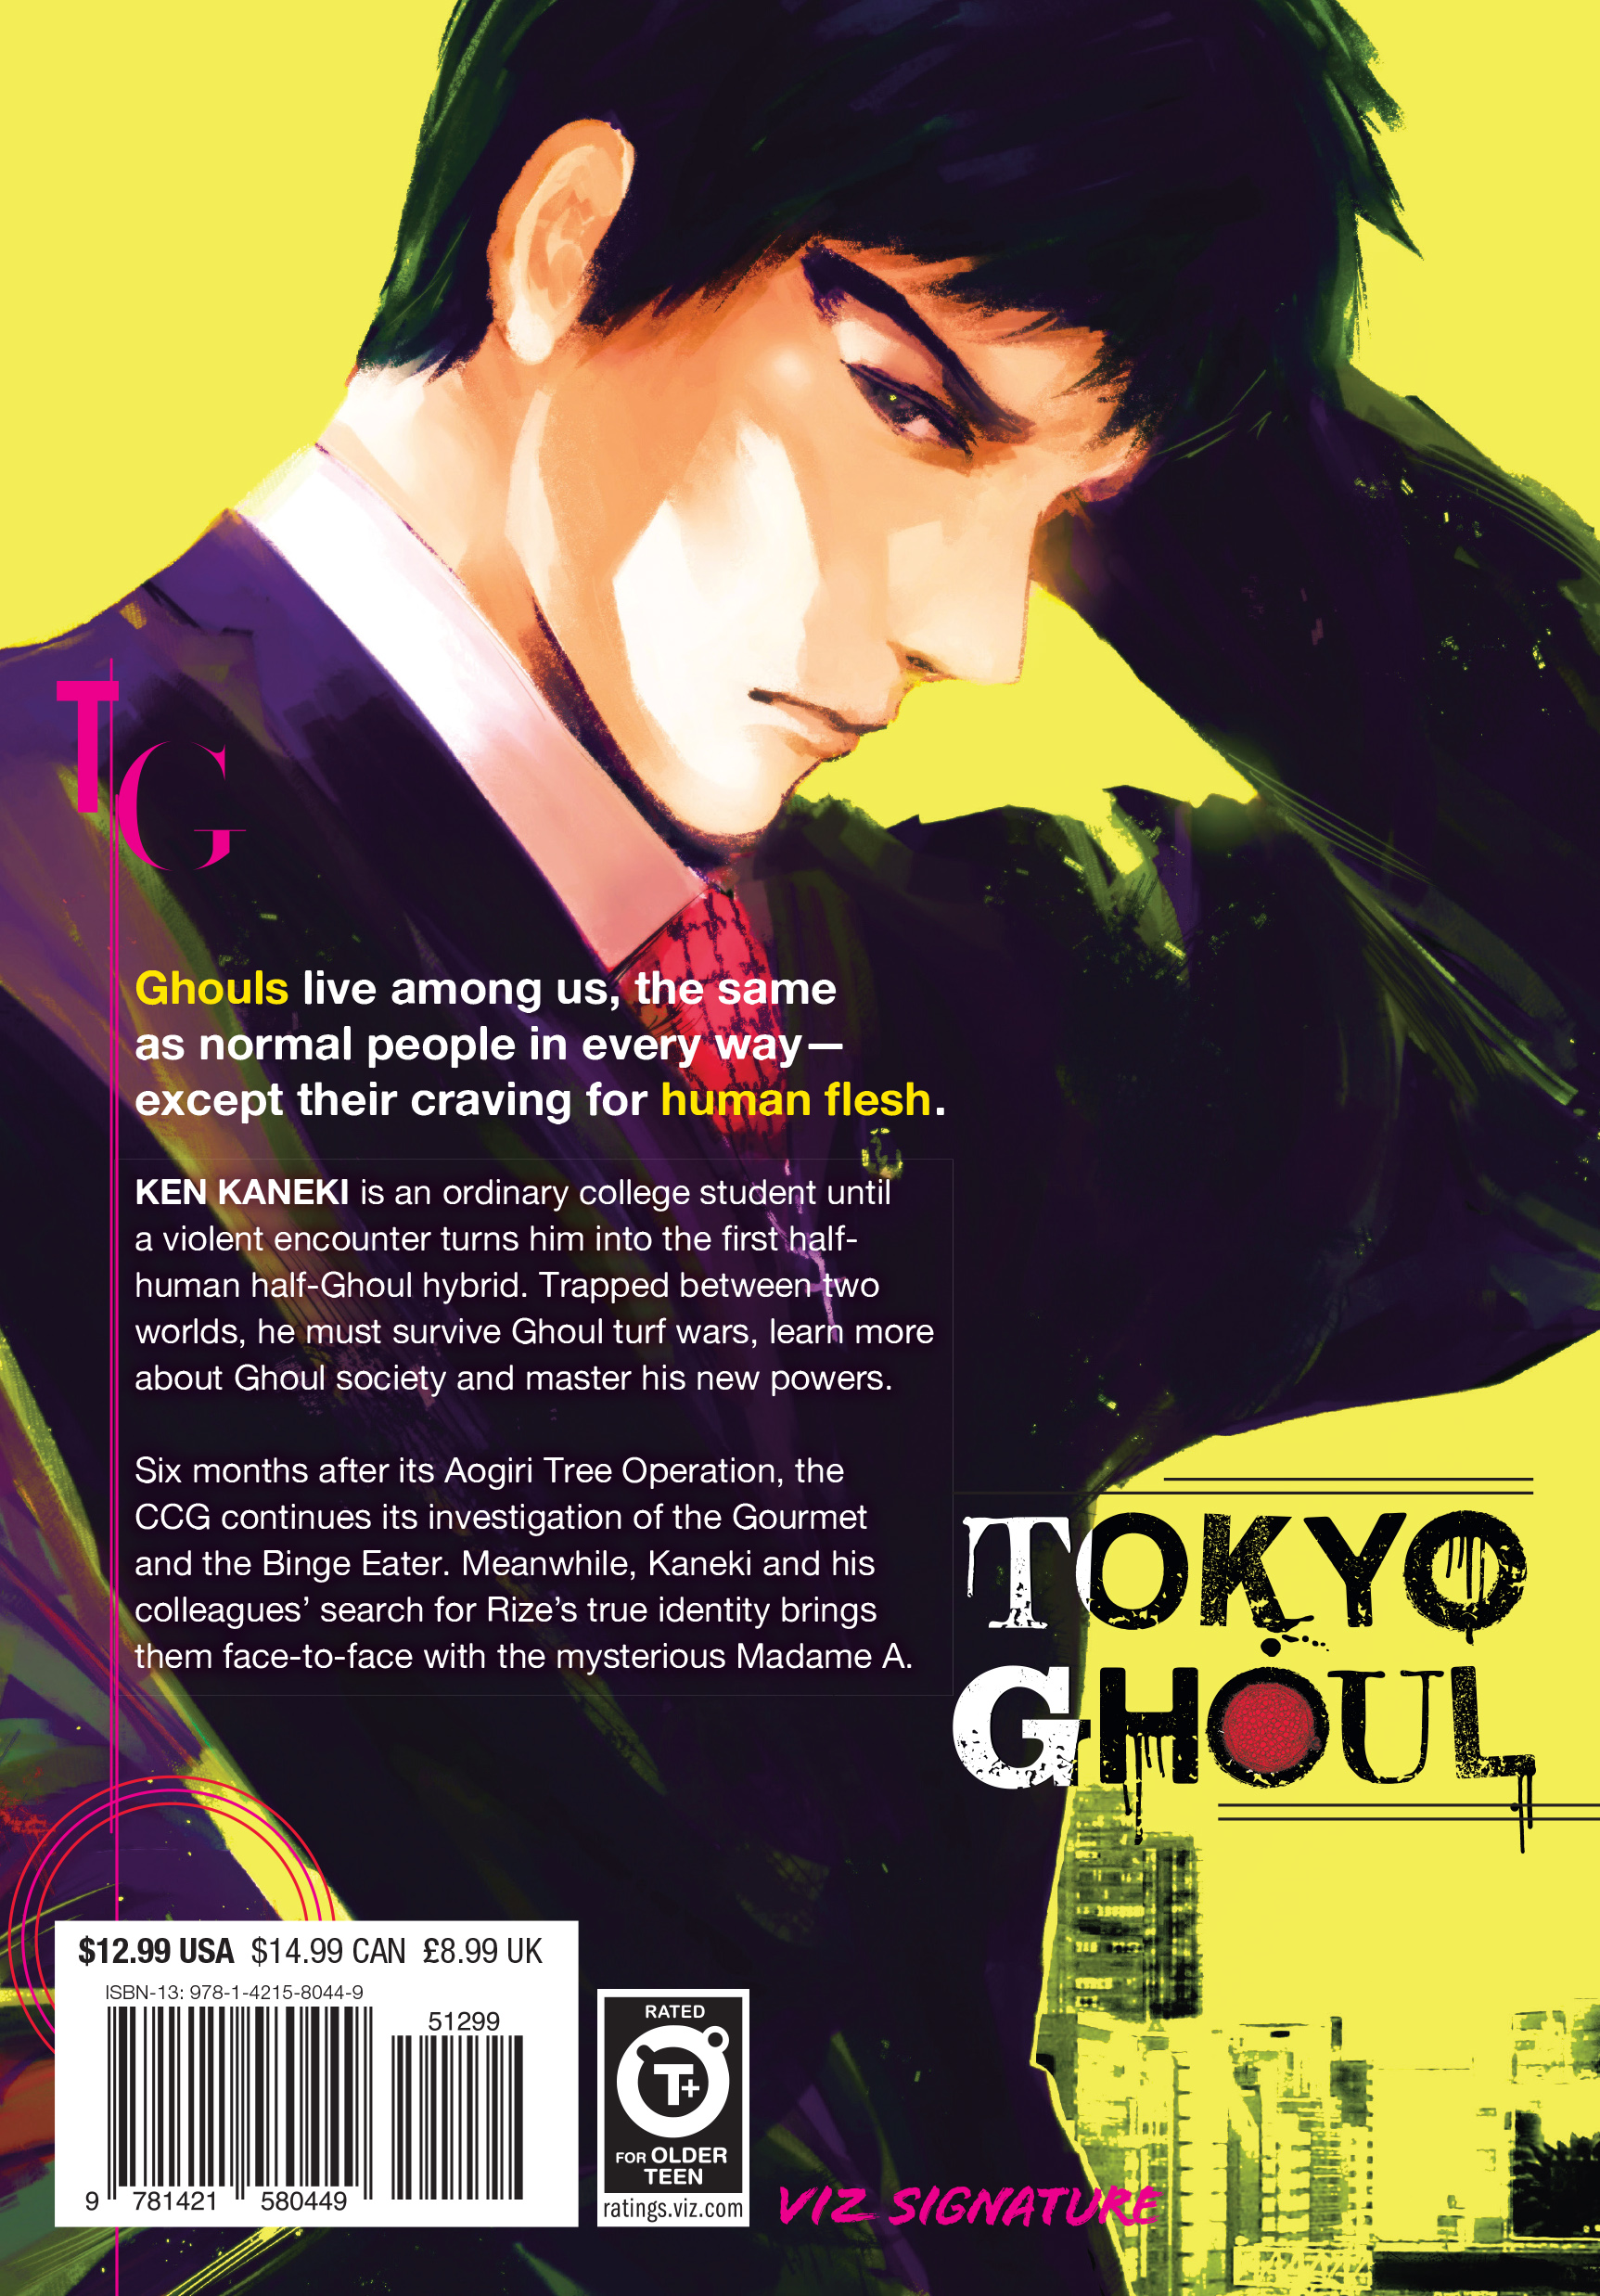 TG
Ghouls live among us, the same
as normal people in every way—
except their craving for human flesh.
KEN KANEKI is an ordinary college student until
a violent encounter turns him into the first half-
human half-Ghoul hybrid. Trapped between two
worlds, he must survive Ghoul turf wars, learn more
about Ghoul society and master his new powers.
Six months after its Aogiri Tree Operation, the
CCG continues its investigation of the Gourmet
and the Binge Eater. Meanwhile, Kaneki and his
colleagues’ search for Rize’s true identity brings
them face-to-face with the mysterious Madame A.
TOKYO
GHOUL
$12.99 USA $14.99 CAN £8.99 UK
ISBN-13: 978-1-4215-8044-9
51299
9 781421 580449
RATED
T+
FOR OLDER
TEEN
ratings.viz.com
VIZ SIGNATURE